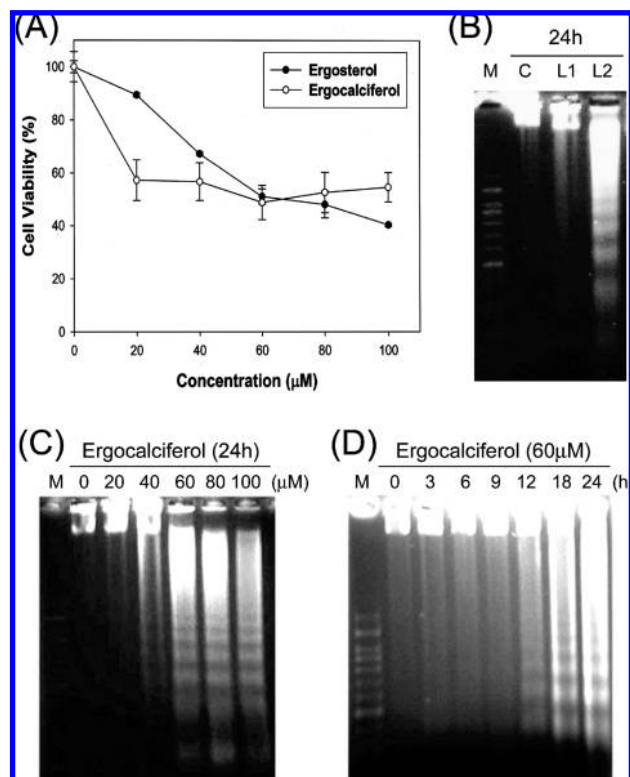 (A)
Ergosterol
Ergocalciferol
Cell Viability (%)
100
80
60
40
20
0
0 20 40 60 80 100
Concentration (μM)
(B)
24h
M C L1 L2
(C)
Ergocalciferol (24h)
M 0 20 40 60 80 100 (μM)
(D)
Ergocalciferol (60μM)
M 0 3 6 9 12 18 24 (h